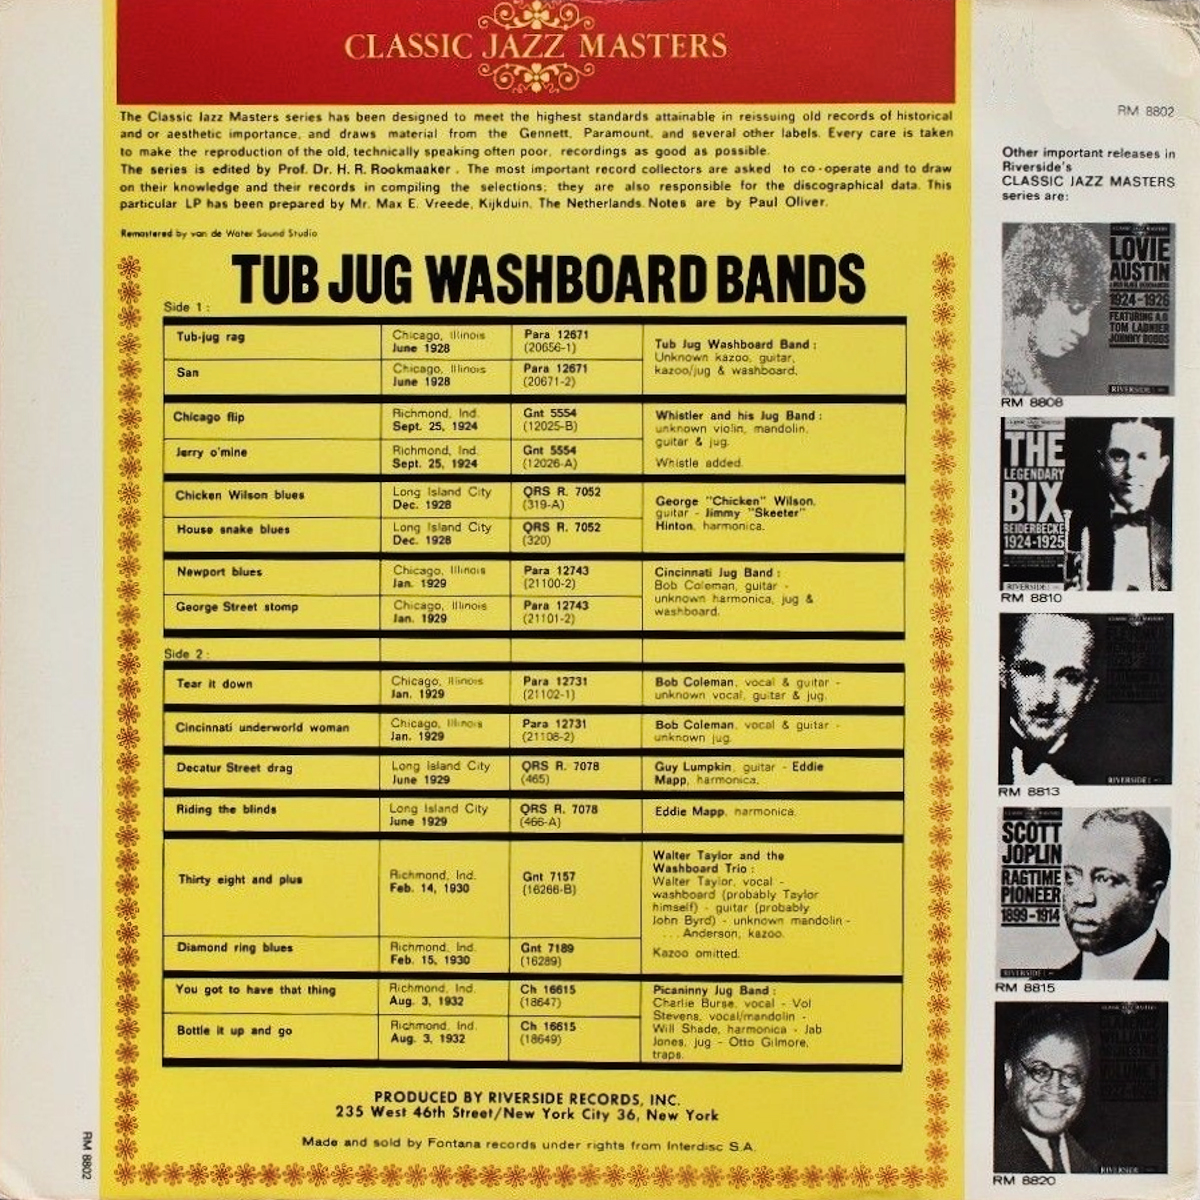 CLASSIC JAZZ MASTERS
The Classic Jazz Masters series has been designed to meet the highest standards attainable in reissuing old records of historical
and or aesthetic importance, and draws material from the Gennett, Paramount, and several other labels. Every care is taken
to make the reproduction of the old, technically speaking often poor, recordings as good as possible.
The series is edited by Prof. Dr. H. R. Rookmaaker . The most important record collectors are asked to co-operate and to draw
on their knowledge and their records in compiling the selections; they are also responsible for the discographical data. This
particular LP has been prepared by Mr. Max E. Vreede, Kijkduin, The Netherlands. Notes are by Paul Oliver.
Remastered by van de Water Sound Studio
TUB JUG WASHBOARD BANDS
Side 1 :
Tub-jug rag
Chicago, Illinois
June 1928
Para 12671
(20656-1)
Tub Jug Washboard Band :
Unknown kazoo, guitar,
kazoo/jug & washboard.
San
Chicago, Illinois
June 1928
Para 12671
(20671-2)
Chicago flip
Richmond, Ind.
Sept. 25, 1924
Gnt 5554
(12025-B)
Whistler and his Jug Band :
unknown violin, mandolin,
guitar & jug.
Jerry o'mine
Richmond, Ind.
Sept. 25, 1924
Gnt 5554
(12026-A)
Whistle added.
Chicken Wilson blues
Long Island City
Dec. 1928
QRS R. 7052
(319-A)
George "Chicken" Wilson,
guitar - Jimmy "Skeeter"
Hinton, harmonica.
House snake blues
Long Island City
Dec. 1928
QRS R. 7052
(320)
Newport blues
Chicago, Illinois
Jan. 1929
Para 12743
(21100-2)
Cincinnati Jug Band :
Bob Coleman, guitar -
unknown harmonica, jug &
washboard.
George Street stomp
Chicago, Illinois
Jan. 1929
Para 12743
(21101-2)
Side 2 :
Tear it down
Chicago, Illinois
Jan. 1929
Para 12731
(21102-1)
Bob Coleman, vocal & guitar -
unknown vocal, guitar & jug.
Cincinnati underworld woman
Chicago, Illinois
Jan. 1929
Para 12731
(21108-2)
Bob Coleman, vocal & guitar -
unknown jug.
Decatur Street drag
Long Island City
June 1929
QRS R. 7078
(465)
Guy Lumpkin, guitar - Eddie
Mapp, harmonica.
Riding the blinds
Long Island City
June 1929
QRS R. 7078
(466-A)
Eddie Mapp, harmonica.
Thirty eight and plus
Richmond, Ind.
Feb. 14, 1930
Gnt 7157
(16266-B)
Walter Taylor and the
Washboard Trio :
Walter Taylor, vocal -
washboard (probably Taylor
himself) - guitar (probably
John Byrd) - unknown mandolin -
. . . Anderson, kazoo.
Diamond ring blues
Richmond, Ind.
Feb. 15, 1930
Gnt 7189
(16289)
Kazoo omitted.
You got to have that thing
Richmond, Ind.
Aug. 3, 1932
Ch 16615
(18647)
Picaninny Jug Band :
Charlie Burse, vocal - Vol
Stevens, vocal/mandolin -
Will Shade, harmonica - Jab
Jones, jug - Otto Gilmore,
traps.
Bottle it up and go
Richmond, Ind.
Aug. 3, 1932
Ch 16615
(18649)
PRODUCED BY RIVERSIDE RECORDS, INC.
235 West 46th Street/New York City 36, New York
Made and sold by Fontana records under rights from Interdisc S.A.
RM 8802
RM 8802
Other important releases in
Riverside's
CLASSIC JAZZ MASTERS
series are:
LOVIE
AUSTIN
1924-1926
FEATURING
TOM LADNIER
JOHNNY DODDS
RIVERSIDE
RM 8808
THE
LEGENDARY
BIX
BEIDERBECKE
1924-1925
RIVERSIDE
RM 8810
RIVERSIDE
RM 8813
SCOTT
JOPLIN
RAGTIME
PIONEER
1899-1914
RIVERSIDE
RM 8815
RIVERSIDE
RM 8820